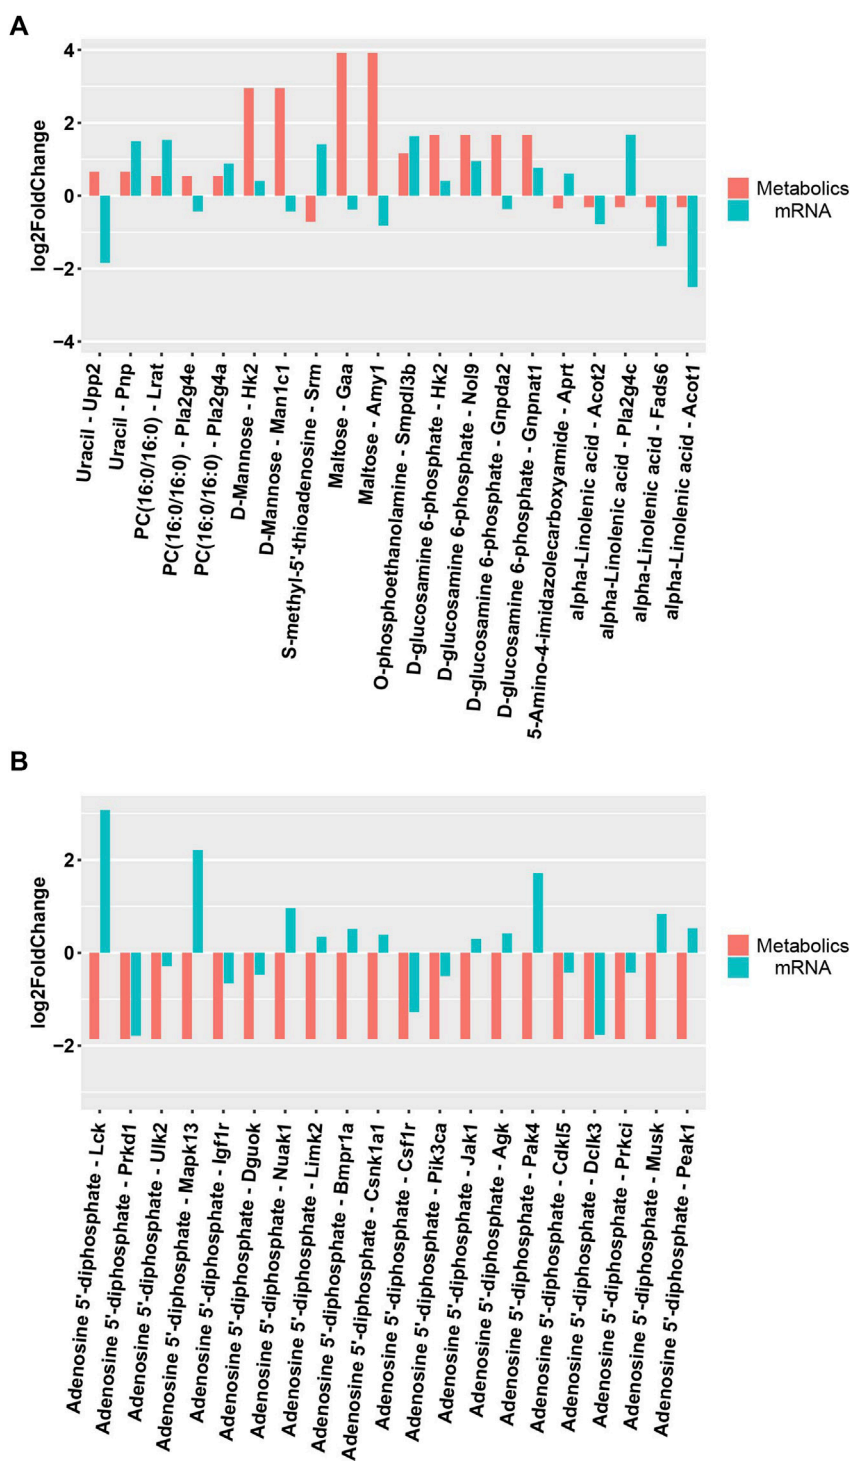 A
log2FoldChange
4
2
0
−2
−4
Uracil - Upp2
Uracil - Pnp
PC(16:0/16:0) - Lrat
PC(16:0/16:0) - Pla2g4e
PC(16:0/16:0) - Pla2g4a
D-Mannose - Hk2
D-Mannose - Man1c1
S-methyl-5'-thioadenosine - Srm
Maltose - Gaa
Maltose - Amy1
O-phosphoethanolamine - Smpdl3b
D-glucosamine 6-phosphate - Hk2
D-glucosamine 6-phosphate - Nol9
D-glucosamine 6-phosphate - Gnpda2
D-glucosamine 6-phosphate - Gnpnat1
5-Amino-4-imidazolecarboxyamide - Aprt
alpha-Linolenic acid - Acot2
alpha-Linolenic acid - Pla2g4c
alpha-Linolenic acid - Fads6
alpha-Linolenic acid - Acot1
Metabolics
mRNA
B
log2FoldChange
2
0
−2
Adenosine 5'-diphosphate - Lck
Adenosine 5'-diphosphate - Prkd1
Adenosine 5'-diphosphate - Ulk2
Adenosine 5'-diphosphate - Mapk13
Adenosine 5'-diphosphate - Igf1r
Adenosine 5'-diphosphate - Dguok
Adenosine 5'-diphosphate - Nuak1
Adenosine 5'-diphosphate - Limk2
Adenosine 5'-diphosphate - Bmpr1a
Adenosine 5'-diphosphate - Csnk1a1
Adenosine 5'-diphosphate - Csf1r
Adenosine 5'-diphosphate - Pik3ca
Adenosine 5'-diphosphate - Jak1
Adenosine 5'-diphosphate - Agk
Adenosine 5'-diphosphate - Pak4
Adenosine 5'-diphosphate - Cdkl5
Adenosine 5'-diphosphate - Dclk3
Adenosine 5'-diphosphate - Prkci
Adenosine 5'-diphosphate - Musk
Adenosine 5'-diphosphate - Peak1
Metabolics
mRNA